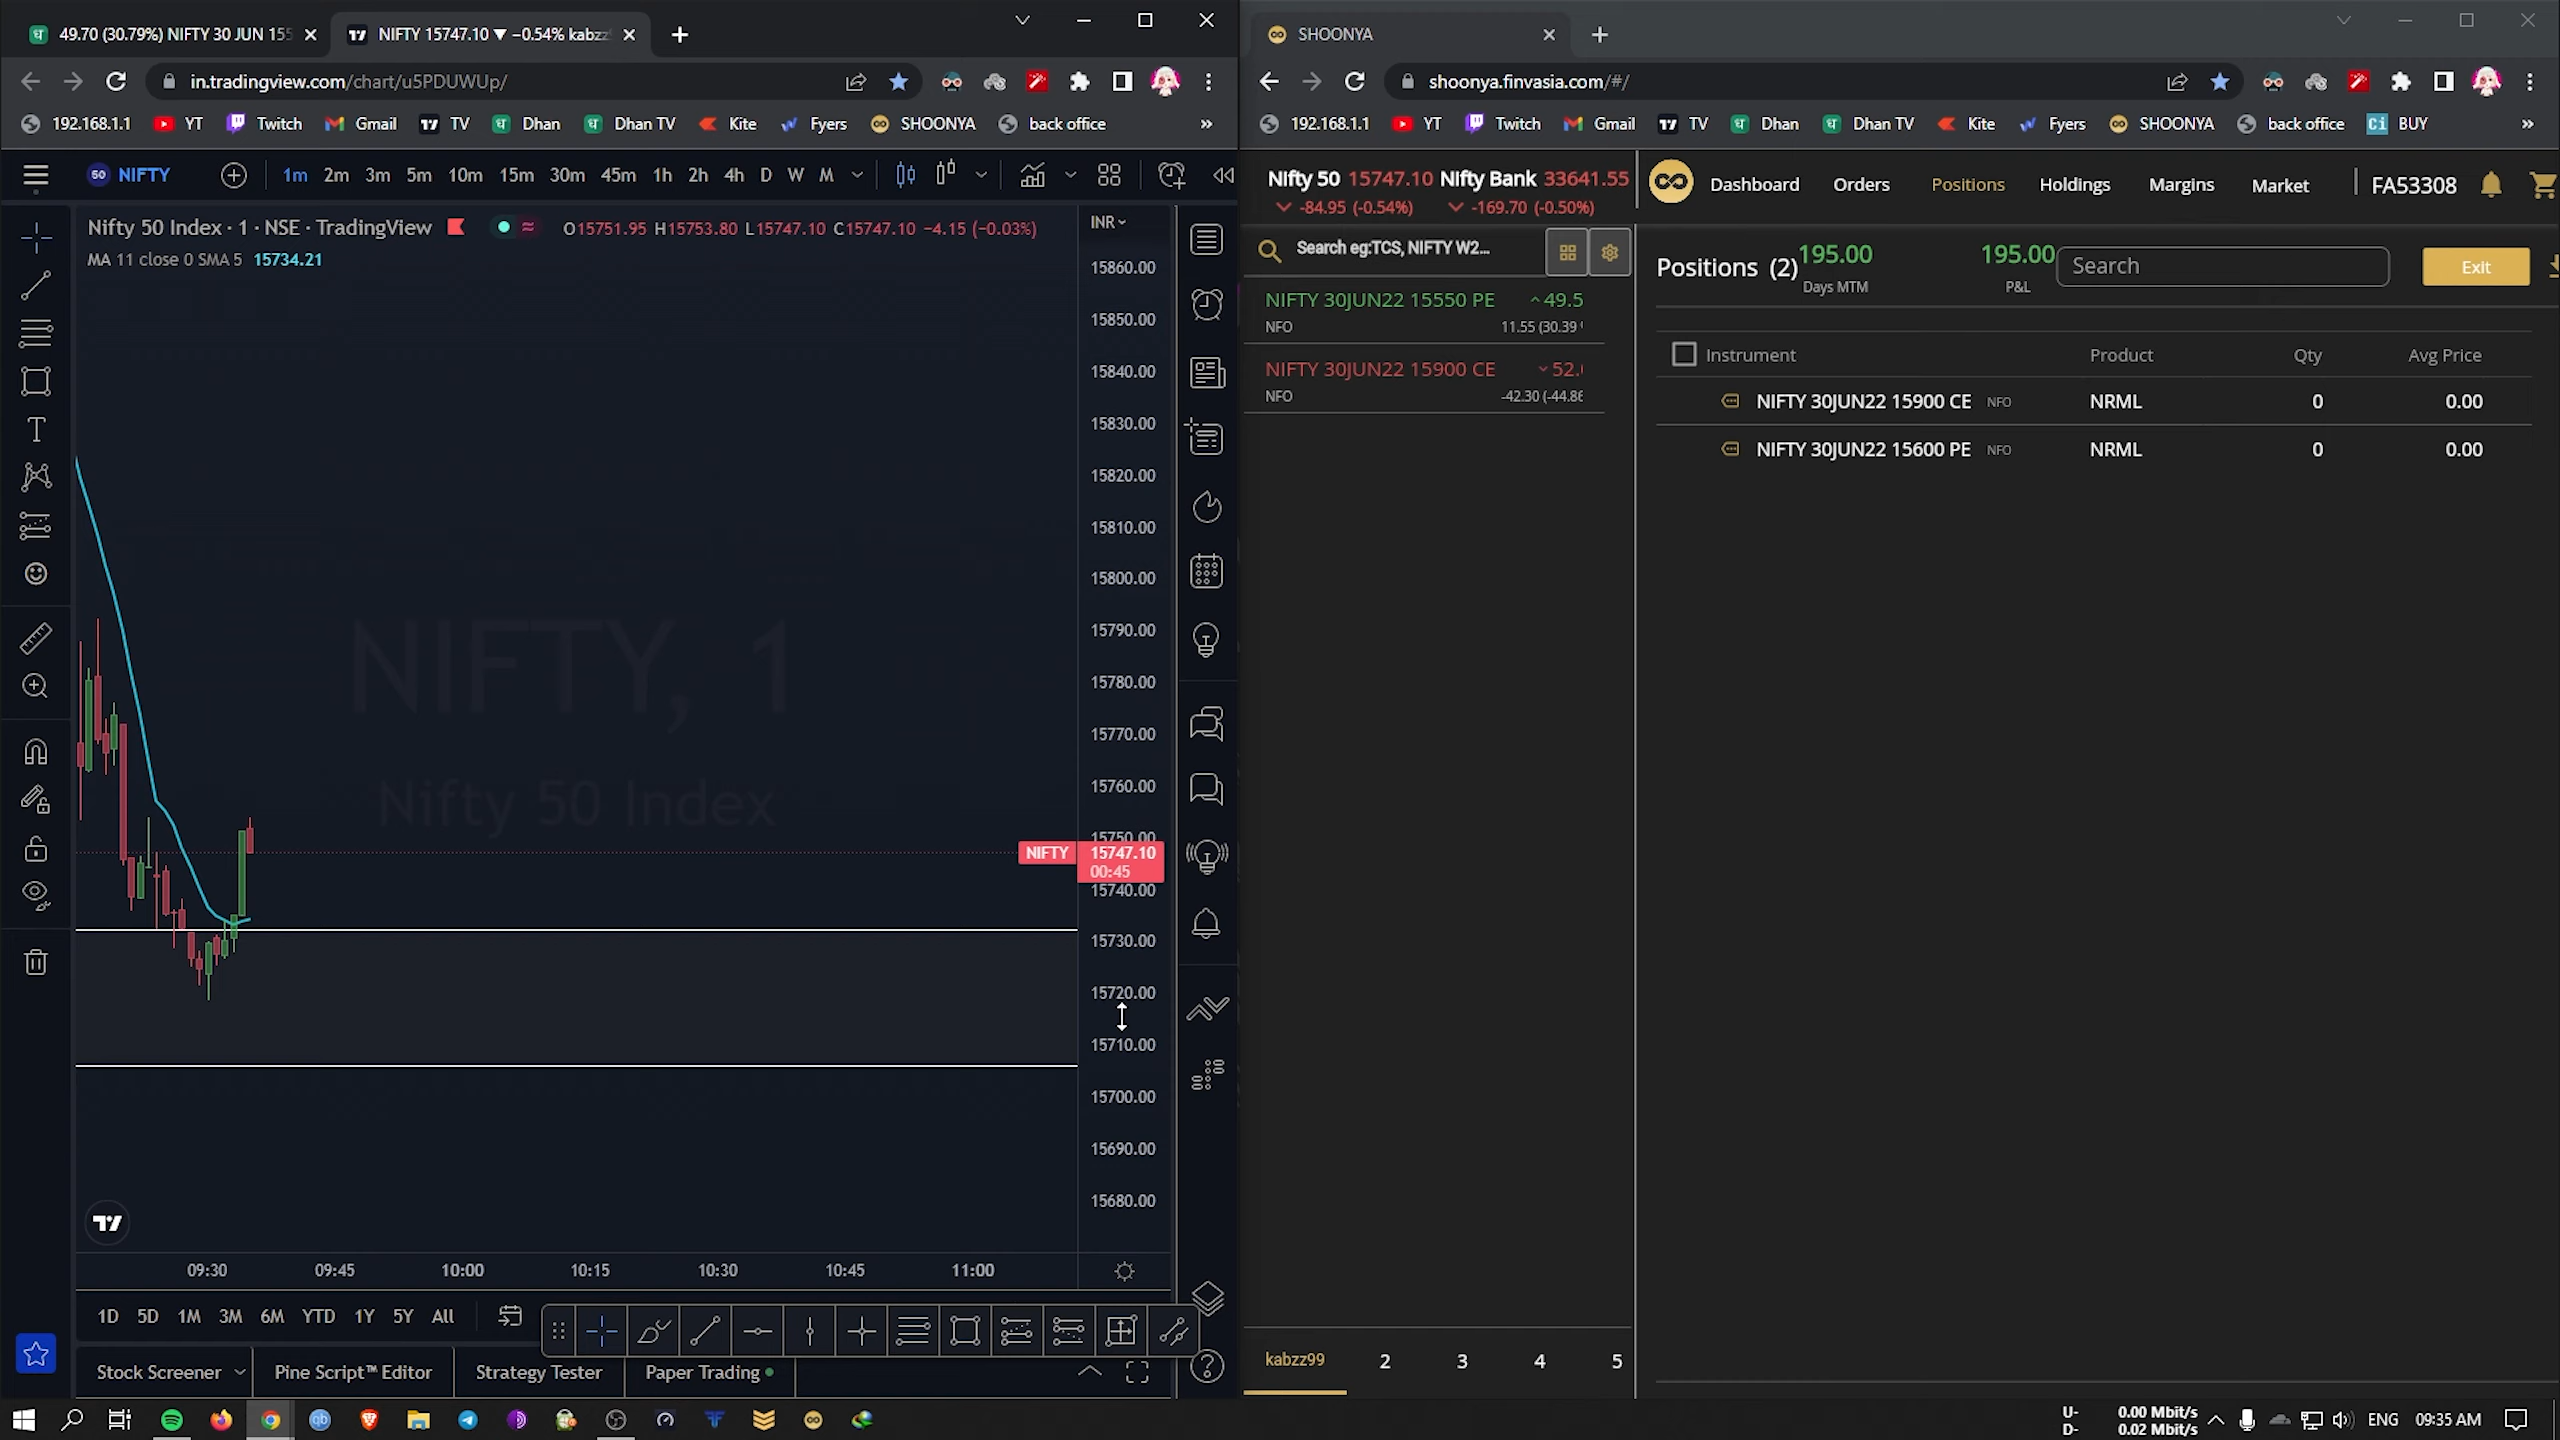 49.70 (30.79%) NIFTY 30 JUN 155
NIFTY 15747.10 ▼ −0.54% kabzz
in.tradingview.com/chart/u5PDUWUp/
192.168.1.1 YT Twitch Gmail TV Dhan Dhan TV Kite Fyers SHOONYA back office »
50 NIFTY 1m 2m 3m 5m 10m 15m 30m 45m 1h 2h 4h D W M
Nifty 50 Index · 1 · NSE · TradingView O15751.95 H15753.80 L15747.10 C15747.10 −4.15 (−0.03%)
MA 11 close 0 SMA 5 15734.21
INR
15860.00
15850.00
15840.00
15830.00
15820.00
15810.00
15800.00
15790.00
15780.00
15770.00
15760.00
15750.00
NIFTY 15747.10
00:45
15740.00
15730.00
15720.00
15710.00
15700.00
15690.00
15680.00
NIFTY, 1
Nifty 50 Index
09:30 09:45 10:00 10:15 10:30 10:45 11:00
1D 5D 1M 3M 6M YTD 1Y 5Y All
Stock Screener Pine Script™ Editor Strategy Tester Paper Trading
SHOONYA
shoonya.finvasia.com/#/
192.168.1.1 YT Twitch Gmail TV Dhan Dhan TV Kite Fyers SHOONYA back office Ci BUY »
Nifty 50 15747.10 Nifty Bank 33641.55
-84.95 (-0.54%) -169.70 (-0.50%)
Dashboard Orders Positions Holdings Margins Market FA53308
Search eg:TCS, NIFTY W2...
NIFTY 30JUN22 15550 PE 49.5
NFO 11.55 (30.39
NIFTY 30JUN22 15900 CE 52.
NFO -42.30 (-44.86
Positions (2) 195.00 195.00 Search Exit
Days MTM P&L
Instrument Product Qty Avg Price
NIFTY 30JUN22 15900 CE NFO NRML 0 0.00
NIFTY 30JUN22 15600 PE NFO NRML 0 0.00
kabzz99 2 3 4 5
U- 0.00 Mbit/s
D- 0.02 Mbit/s
ENG 09:35 AM